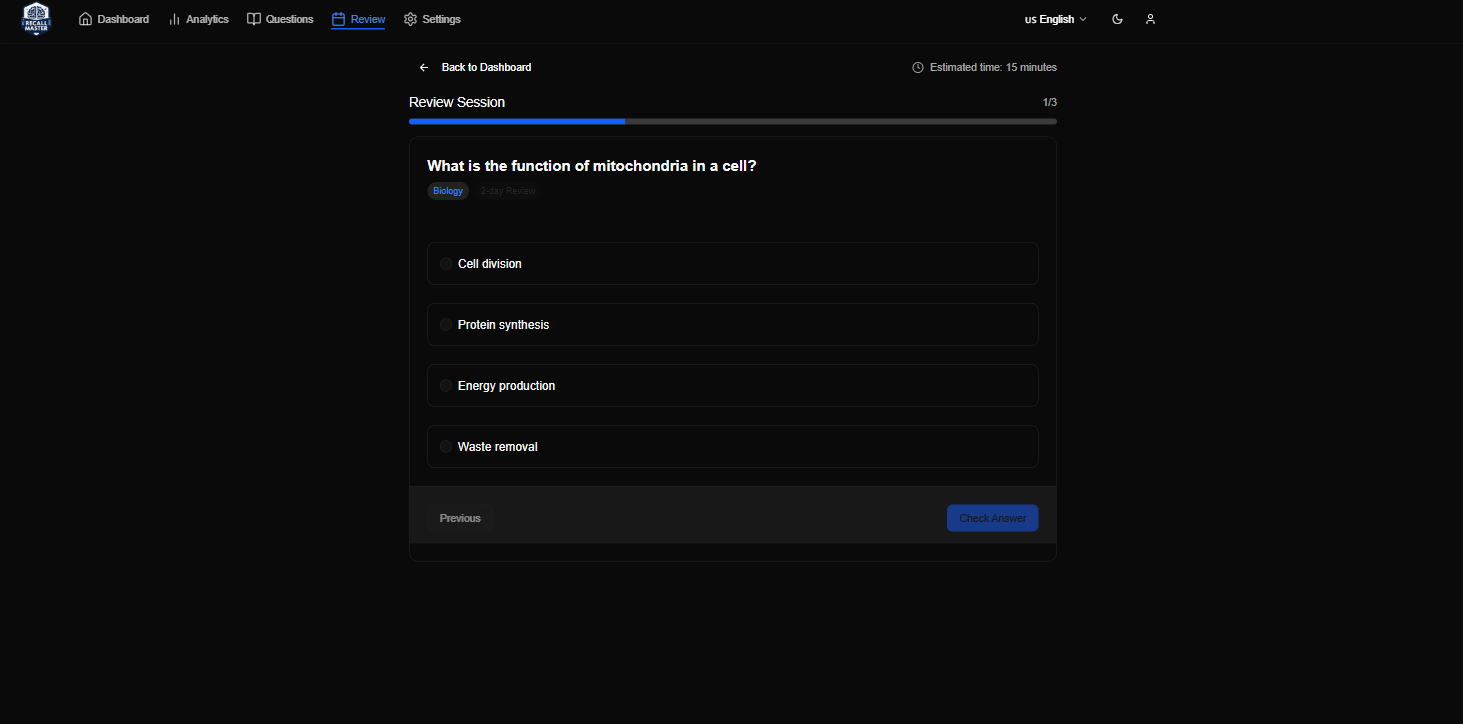 RECALL MASTER
Dashboard Analytics Questions Review Settings us English
Back to Dashboard Estimated time: 15 minutes
Review Session 1/3
What is the function of mitochondria in a cell?
Biology 2-day Review
Cell division
Protein synthesis
Energy production
Waste removal
Previous Check Answer